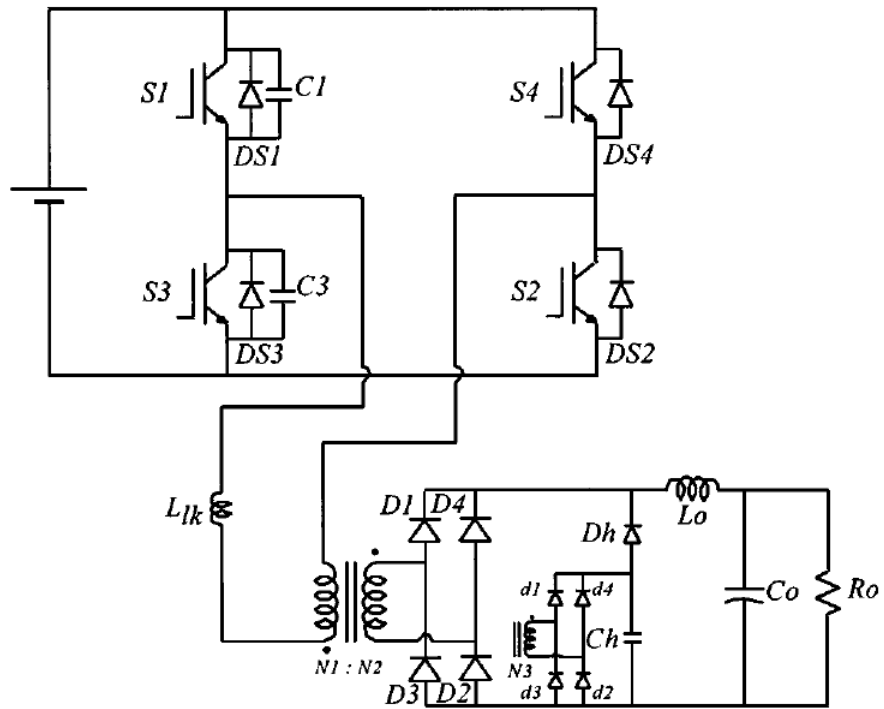 S1
C1
DS1
S4
DS4
S3
C3
DS3
S2
DS2
Llk
D1 D4
Lo
Dh
d1 d4
Co
Ro
N3
Ch
N1 : N2
D3 D2
d3 d2